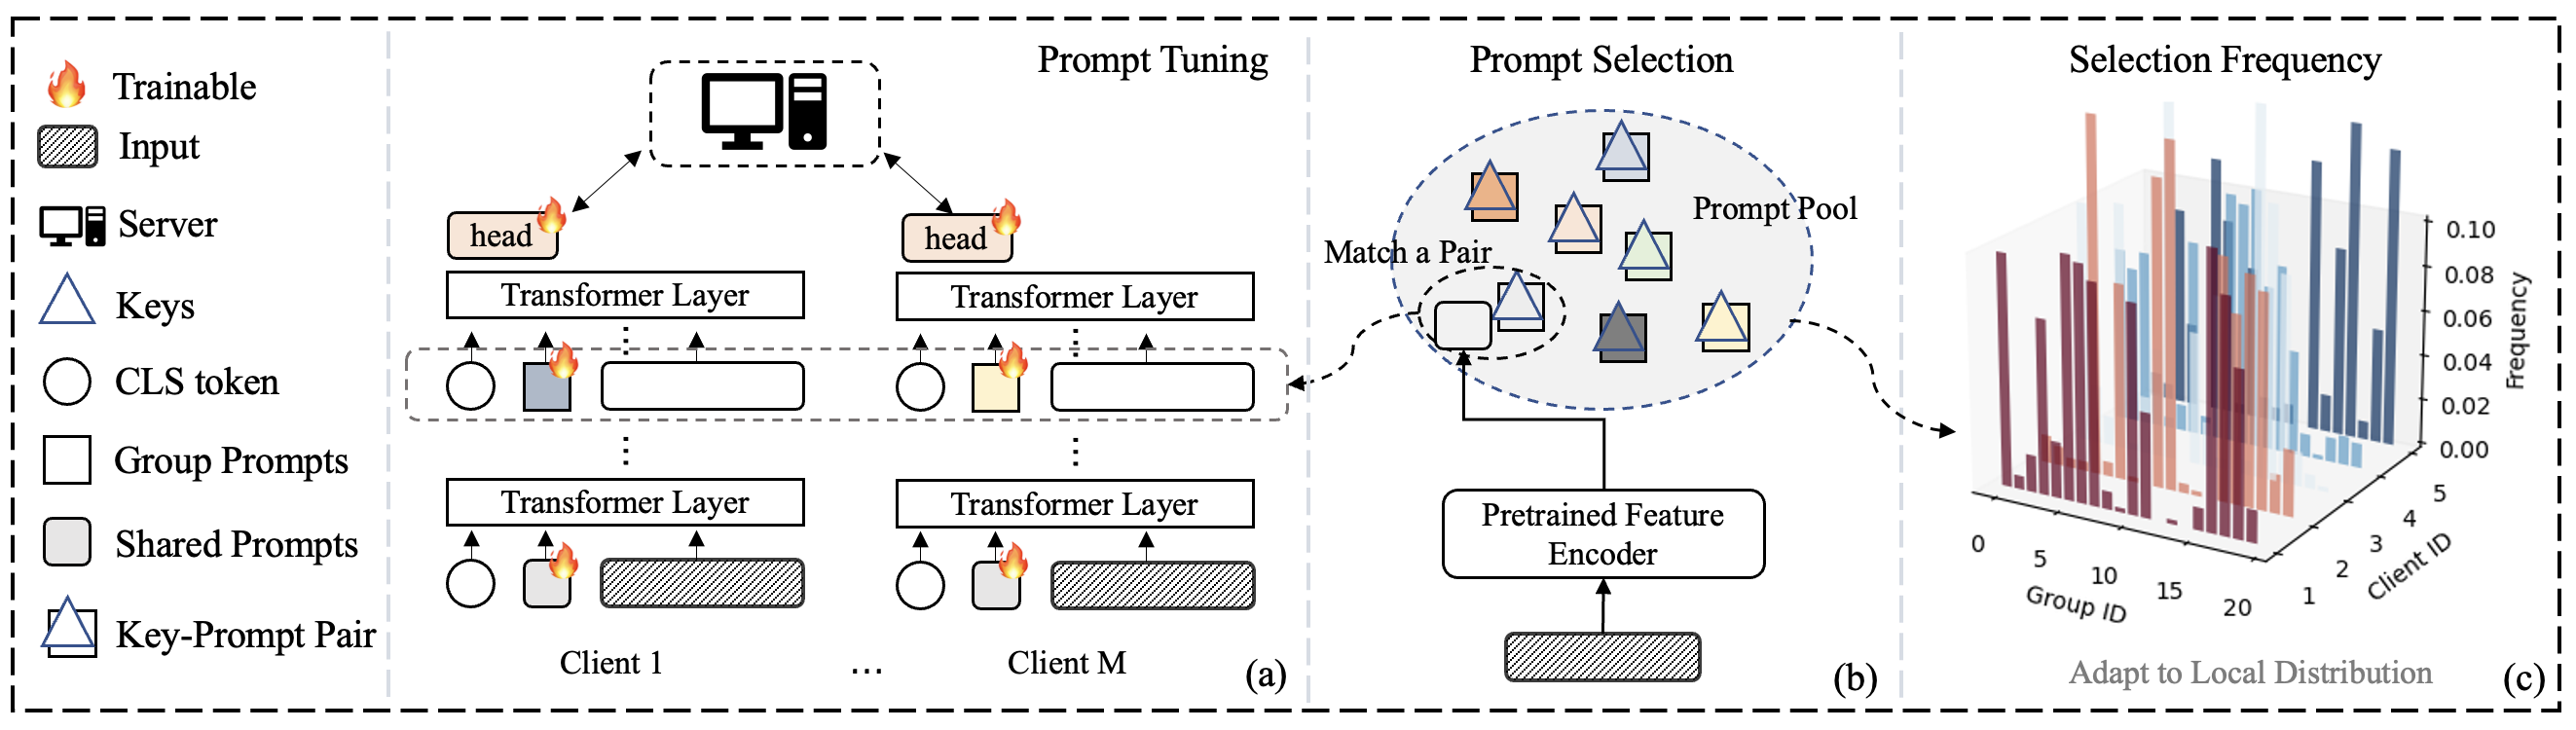 Trainable
Input
Server
Keys
CLS token
Group Prompts
Shared Prompts
Key-Prompt Pair
Prompt Tuning
head
head
Transformer Layer
Transformer Layer
Transformer Layer
Transformer Layer
Client 1
...
Client M
(a)
Prompt Selection
Prompt Pool
Match a Pair
Pretrained Feature
Encoder
(b)
Selection Frequency
0.10
0.08
0.06
0.04
0.02
0.00
Frequency
0
5
10
15
20
Group ID
1
2
3
4
5
Client ID
Adapt to Local Distribution
(c)